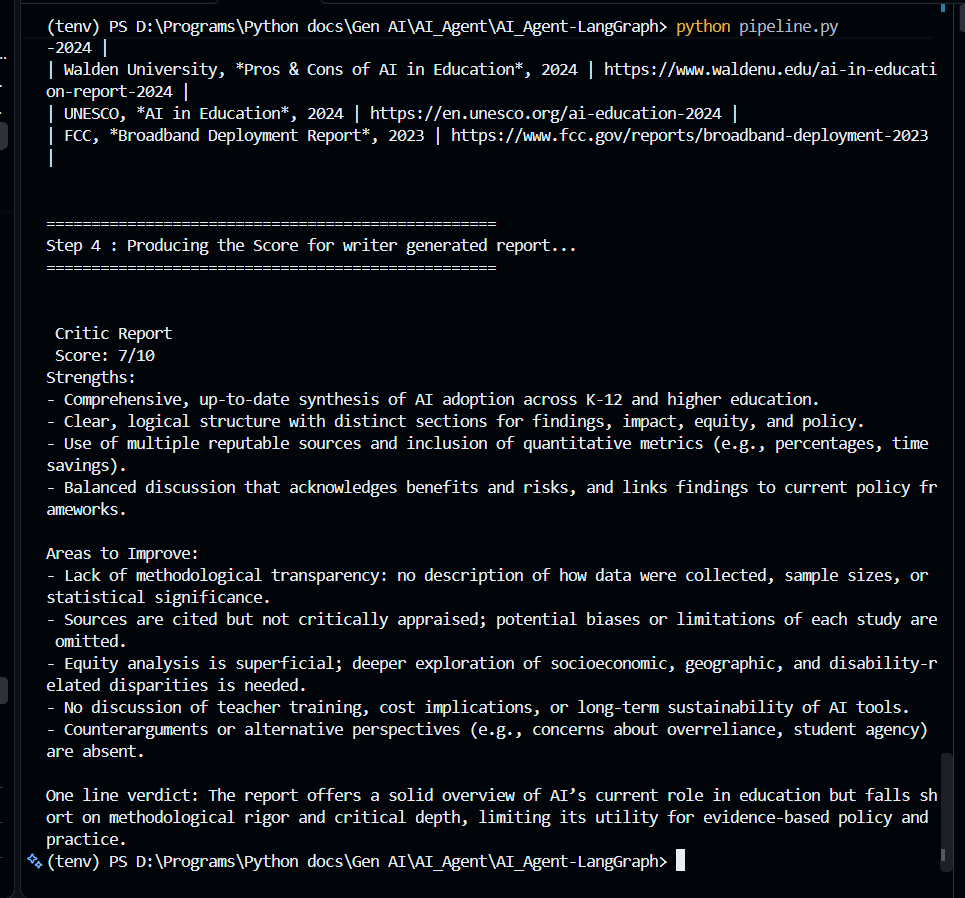 (tenv) PS D:\Programs\Python docs\Gen AI\AI_Agent\AI_Agent-LangGraph> python pipeline.py
-2024 |
| Walden University, *Pros & Cons of AI in Education*, 2024 | https://www.waldenu.edu/ai-in-educati
on-report-2024 |
| UNESCO, *AI in Education*, 2024 | https://en.unesco.org/ai-education-2024 |
| FCC, *Broadband Deployment Report*, 2023 | https://www.fcc.gov/reports/broadband-deployment-2023
|
==================================================
Step 4 : Producing the Score for writer generated report...
==================================================
Critic Report
Score: 7/10
Strengths:
- Comprehensive, up-to-date synthesis of AI adoption across K-12 and higher education.
- Clear, logical structure with distinct sections for findings, impact, equity, and policy.
- Use of multiple reputable sources and inclusion of quantitative metrics (e.g., percentages, time
savings).
- Balanced discussion that acknowledges benefits and risks, and links findings to current policy fr
ameworks.
Areas to Improve:
- Lack of methodological transparency: no description of how data were collected, sample sizes, or
statistical significance.
- Sources are cited but not critically appraised; potential biases or limitations of each study are
omitted.
- Equity analysis is superficial; deeper exploration of socioeconomic, geographic, and disability-r
elated disparities is needed.
- No discussion of teacher training, cost implications, or long-term sustainability of AI tools.
- Counterarguments or alternative perspectives (e.g., concerns about overreliance, student agency)
are absent.
One line verdict: The report offers a solid overview of AI’s current role in education but falls sh
ort on methodological rigor and critical depth, limiting its utility for evidence-based policy and
practice.
(tenv) PS D:\Programs\Python docs\Gen AI\AI_Agent\AI_Agent-LangGraph>